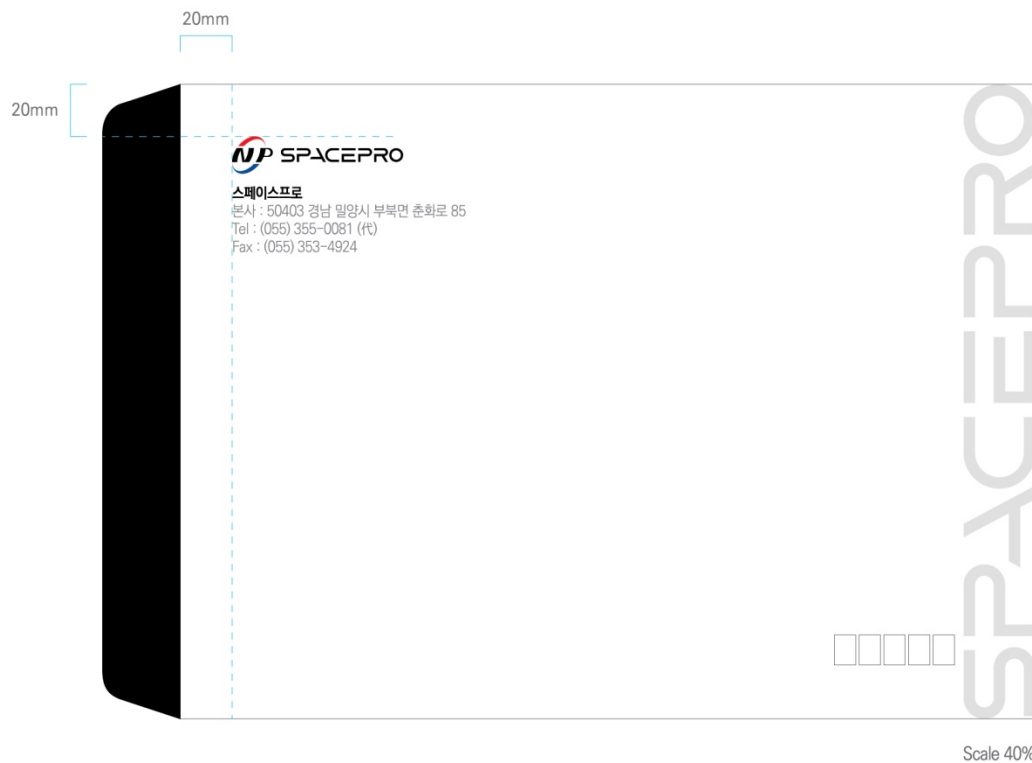 20mm
20mm
NP SPACEPRO
스페이스프로
본사 : 50403 경남 밀양시 부북면 춘화로 85
Tel : (055) 355-0081 (代)
Fax : (055) 353-4924
SPACEPRO
Scale 40%